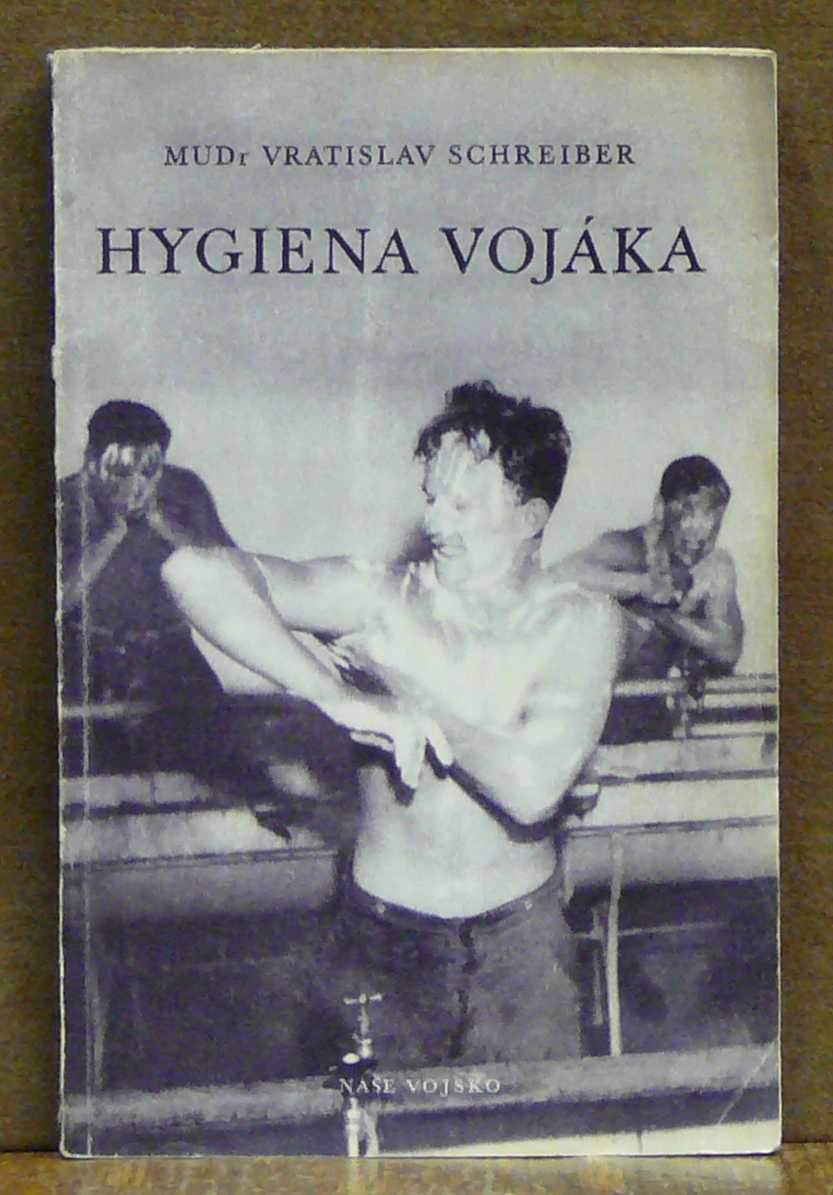 MUDr VRATISLAV SCHREIBER
HYGIENA VOJÁKA
NAŠE VOJSKO